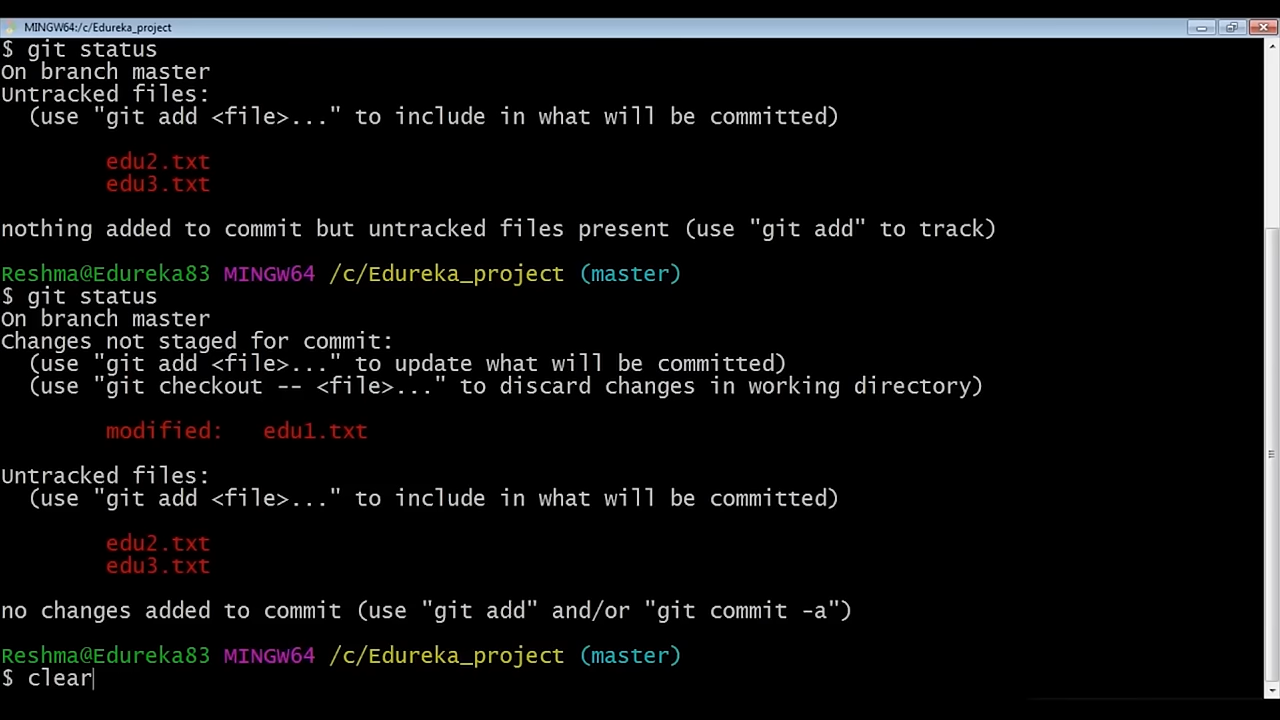 MINGW64:/c/Edureka_project
$ git status
On branch master
Untracked files:
  (use "git add <file>..." to include in what will be committed)
        edu2.txt
        edu3.txt
nothing added to commit but untracked files present (use "git add" to track)
Reshma@Edureka83 MINGW64 /c/Edureka_project (master)
$ git status
On branch master
Changes not staged for commit:
  (use "git add <file>..." to update what will be committed)
  (use "git checkout -- <file>..." to discard changes in working directory)
        modified:   edu1.txt
Untracked files:
  (use "git add <file>..." to include in what will be committed)
        edu2.txt
        edu3.txt
no changes added to commit (use "git add" and/or "git commit -a")
Reshma@Edureka83 MINGW64 /c/Edureka_project (master)
$ clear